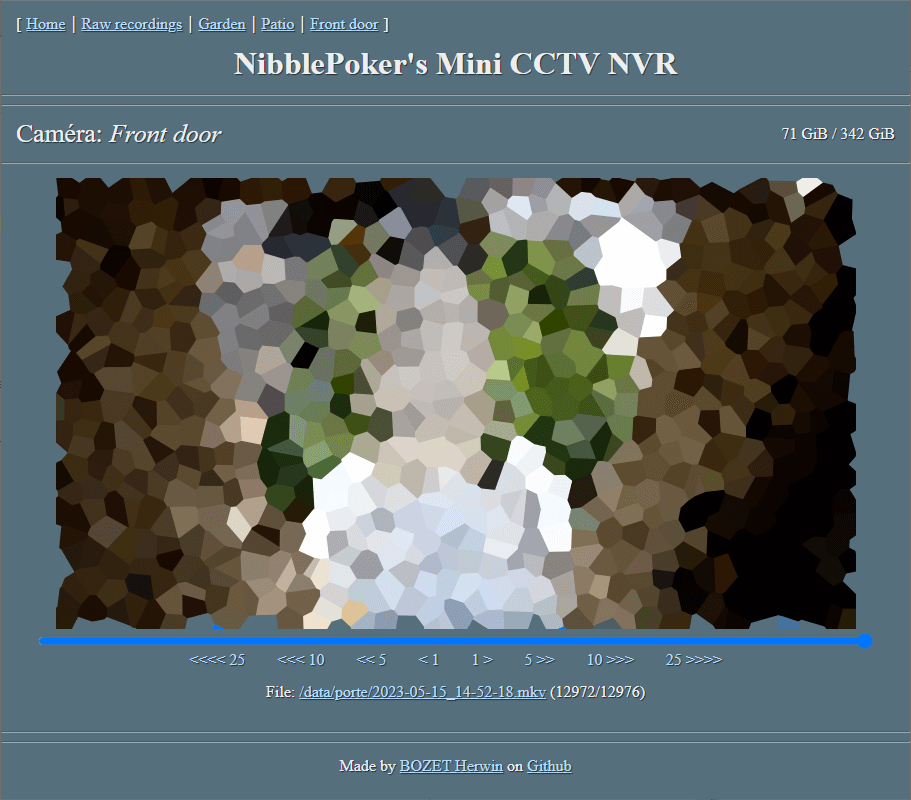 [ Home | Raw recordings | Garden | Patio | Front door ]
NibblePoker's Mini CCTV NVR
Caméra: Front door
71 GiB / 342 GiB
<<<< 25 <<< 10 << 5 < 1 1 > 5 >> 10 >>> 25 >>>>
File: /data/porte/2023-05-15_14-52-18.mkv (12972/12976)
Made by BOZET Herwin on Github